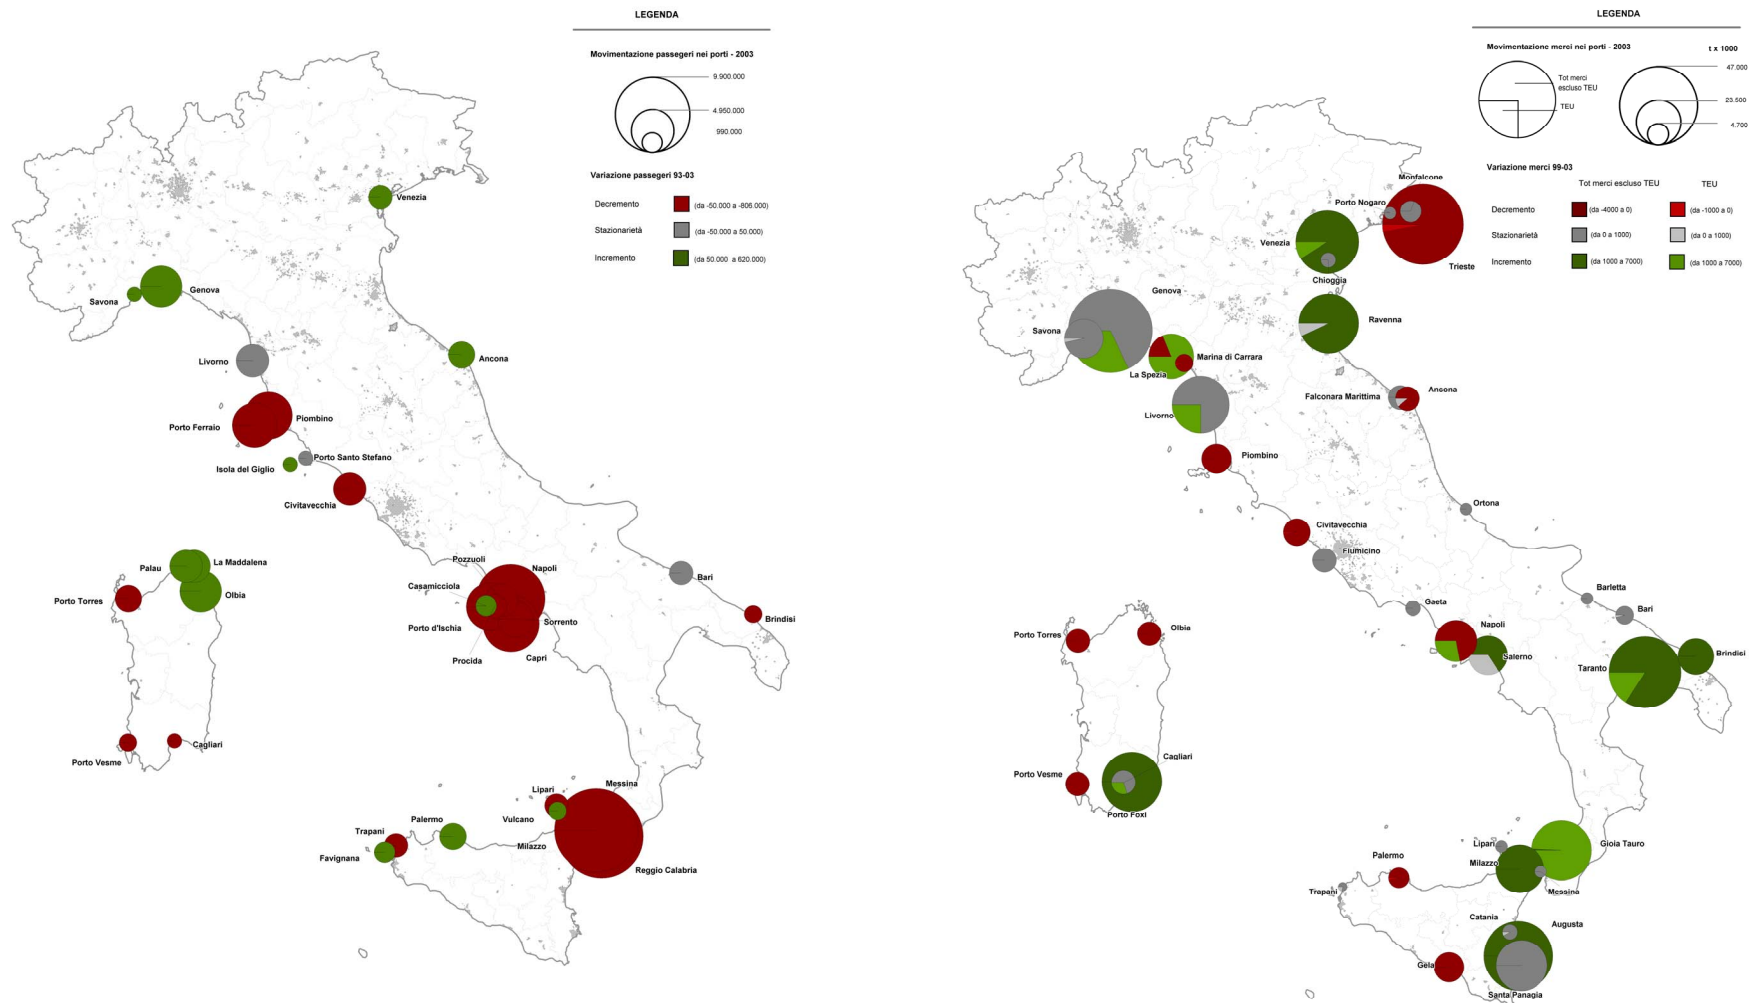 LEGENDA
Movimentazione passegeri nei porti - 2003
9.900.000
4.950.000
990.000
Variazione passegeri 93-03
Decremento
(da -50.000 a -806.000)
Stazionarietà
(da -50.000 a 50.000)
Incremento
(da 50.000 a 620.000)
Venezia
Genova
Savona
Livorno
Ancona
Piombino
Porto Ferraio
Porto Santo Stefano
Isola del Giglio
Civitavecchia
Pozzuoli
Napoli
Casamicciola
Bari
Palau
La Maddalena
Olbia
Porto Torres
Brindisi
Porto d'Ischia
Sorrento
Procida
Capri
Cagliari
Porto Vesme
Messina
Lipari
Vulcano
Palermo
Trapani
Milazzo
Favignana
Reggio Calabria
LEGENDA
Movimentazione merci nei porti - 2003
t x 1000
Tot merci
escluso TEU
TEU
47.000
23.500
4.700
Variazione merci 99-03
Tot merci escluso TEU
TEU
Decremento
(da -4000 a 0)
(da -1000 a 0)
Stazionarietà
(da 0 a 1000)
(da 0 a 1000)
Incremento
(da 1000 a 7000)
(da 1000 a 7000)
Monfalcone
Porto Nogaro
Venezia
Trieste
Chioggia
Genova
Savona
Ravenna
Marina di Carrara
La Spezia
Ancona
Falconara Marittima
Livorno
Piombino
Ortona
Civitavecchia
Fiumicino
Barletta
Gaeta
Bari
Napoli
Olbia
Porto Torres
Salerno
Brindisi
Taranto
Cagliari
Porto Vesme
Porto Foxi
Lipari
Gioia Tauro
Palermo
Milazzo
Trapani
Messina
Catania
Augusta
Gela
Santa Panagia